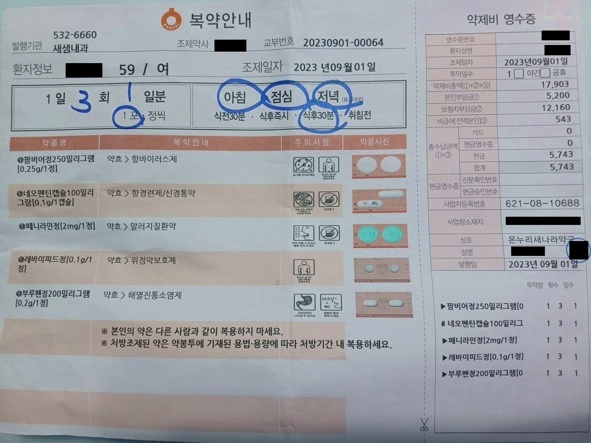 복약안내
532-6660
발행기관 새샘내과
조제약사
교부번호 20230901-00064
환자정보 59 / 여
조제일자 2023 년09 월01일
1일 3 회 1 일분
1 포 정씩
아침 점심 저녁
식전30분 · 식후즉시 · 식후30분 · 취침전
약품명 복약안내 주의사항 약품사진
@팜비어정250밀리그램[0.25g/1정]
약효 > 항바이러스제
@네오펜틴캡슐100밀리그램[0.1g/1캡슐]
약효 > 항경련제/신경통약
@페니라민정[2mg/1정]
약효 > 알러지질환약
@레바미피드정[0.1g/1정]
약효 > 위점막보호제
@부루펜정200밀리그램[0.2g/1정]
약효 > 해열진통소염제
※ 본인의 약은 다른 사람과 같이 복용하지 마세요.
※ 처방조제된 약은 약봉투에 기재된 용법·용량에 따라 처방기간 내 복용하세요.
약제비 영수증
영수증번호
환자성명
조제일자 2023년09월01일
투약일수 1 야간 공휴
약제비총액(①+②+③) 17,903
본인부담금① 5,200
보험자부담금② 12,160
비급여(전액본인)③ 543
총수납금액 ①+③
카드 0
현금영수증 0
현금 5,743
합계 5,743
현금영수증
신분확인번호
현금승인번호
사업자등록번호 621-08-10688
사업장소재지
상호 온누리새나라약국
성명
발행일 2023년 09월 01일
투약량 횟수 일수
▶팜비어정250밀리그램[0 1 3 1
# 네오펜틴캡슐100밀리그 1 3 1
▶페니라민정[2mg/1정] 1 3 1
▶레바미피드정[0.1g/1정] 1 3 1
▶부루펜정200밀리그램[0 1 3 1